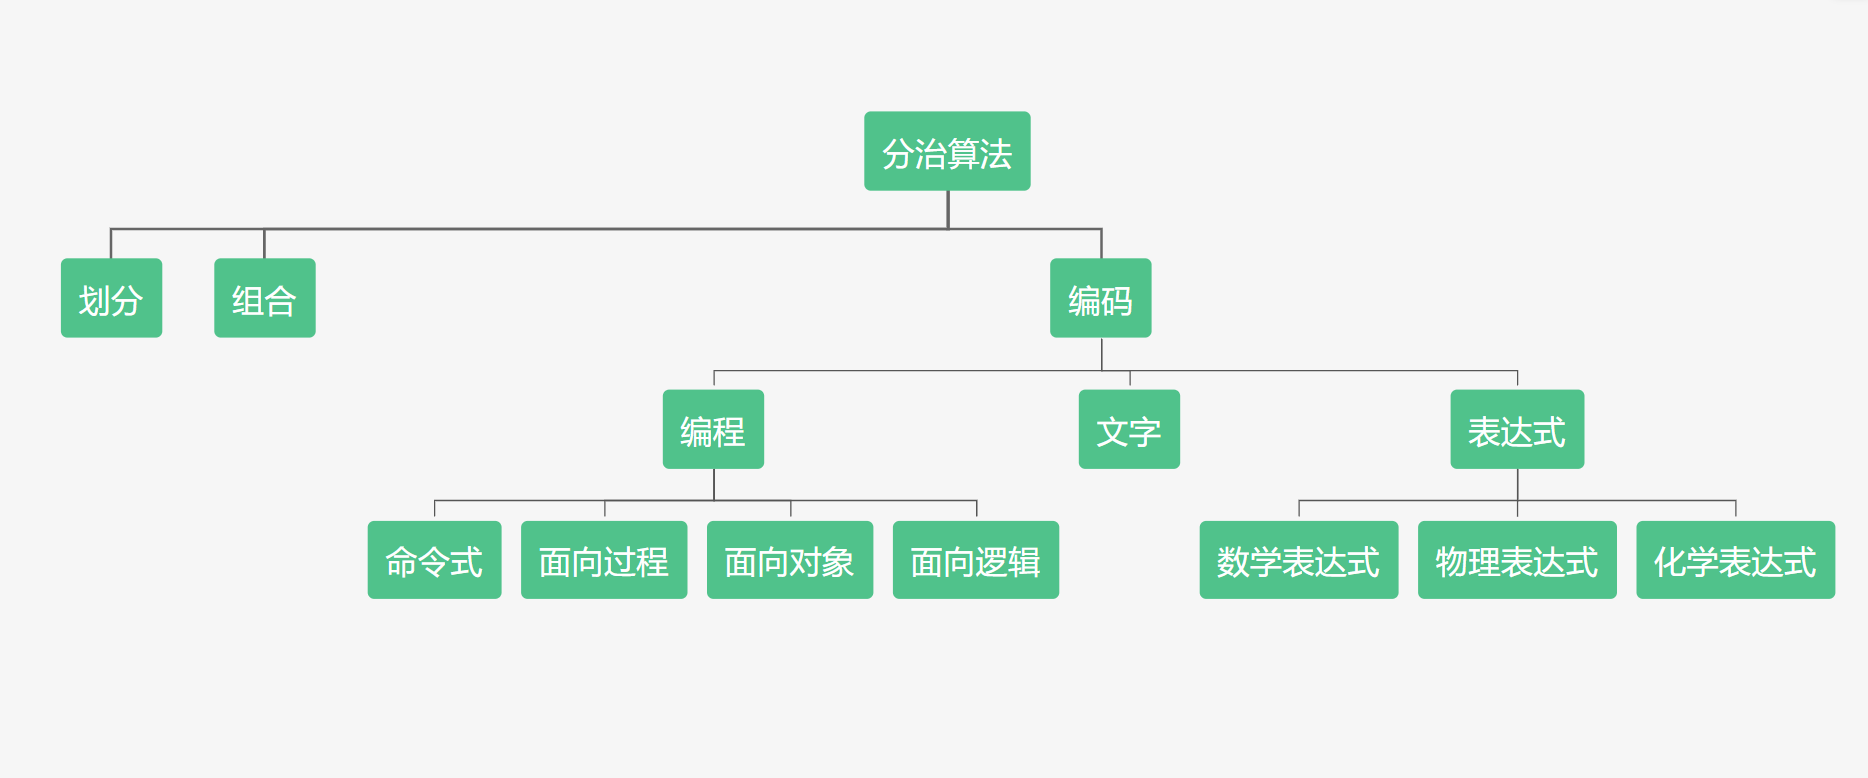 分治算法
划分
组合
编码
编程
文字
表达式
命令式
面向过程
面向对象
面向逻辑
数学表达式
物理表达式
化学表达式